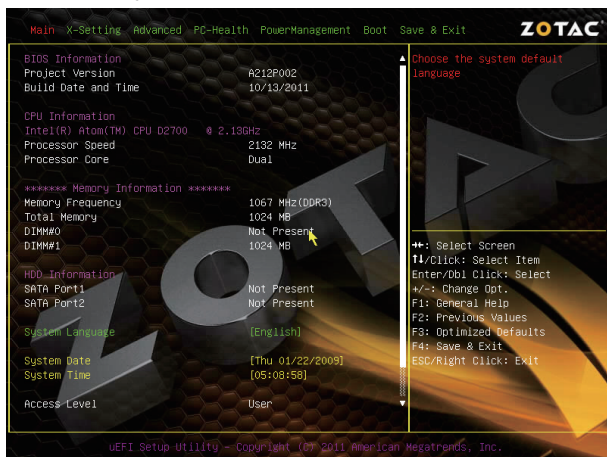 Main X-Setting Advanced PC-Health PowerManagement Boot Save & Exit ZOTAC
BIOS Information
Project Version A212P002
Build Date and Time 10/13/2011
CPU Information
Intel(R) Atom(TM) CPU D2700 @ 2.13GHz
Processor Speed 2132 MHz
Processor Core Dual
******* Memory Information *******
Memory Frequency 1067 MHz(DDR3)
Total Memory 1024 MB
DIMM#0 Not Present
DIMM#1 1024 MB
HDD Information
SATA Port1 Not Present
SATA Port2 Not Present
System Language [English]
System Date [Thu 01/22/2009]
System Time [05:08:58]
Access Level User
Choose the system default
language
→←: Select Screen
↑↓/Click: Select Item
Enter/Dbl Click: Select
+/-: Change Opt.
F1: General Help
F2: Previous Values
F3: Optimized Defaults
F4: Save & Exit
ESC/Right Click: Exit
ZOTAC
uEFI Setup Utility - Copyright (C) 2011 American Megatrends, Inc.